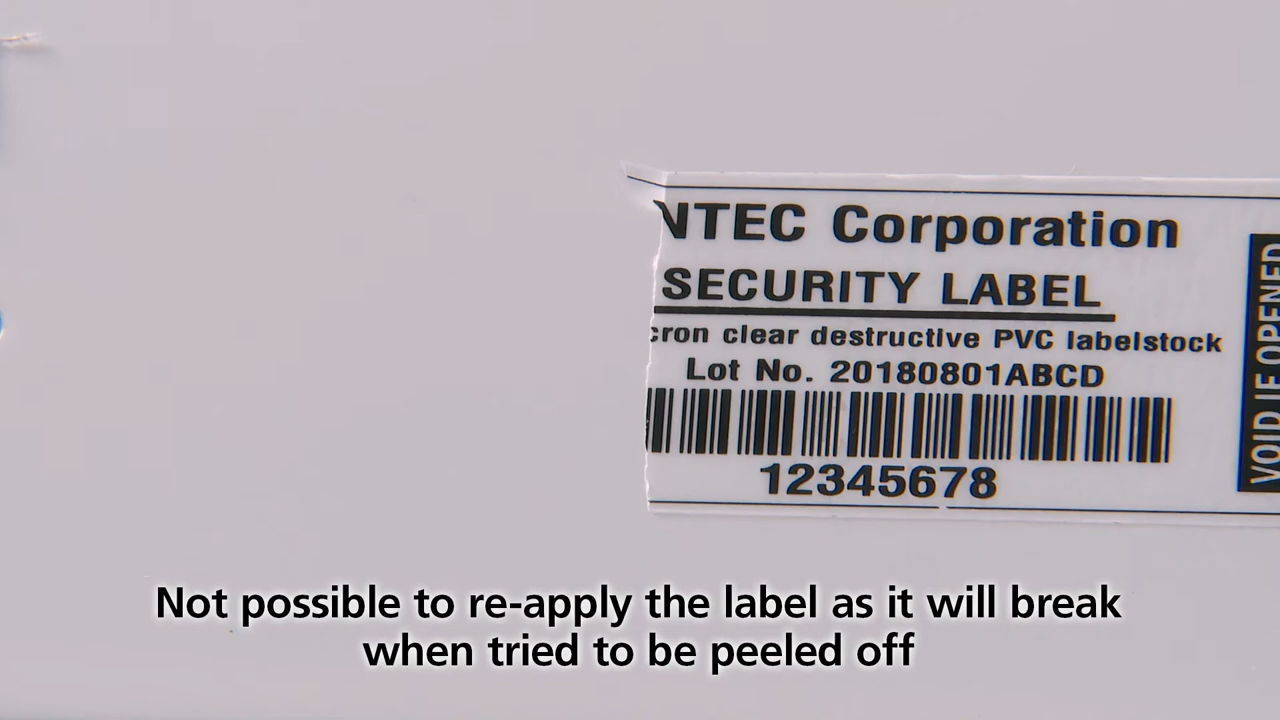 NTEC Corporation
SECURITY LABEL
cron clear destructive PVC labelstock
Lot No. 20180801ABCD
12345678
VOID IF OPENED
Not possible to re-apply the label as it will break
when tried to be peeled off